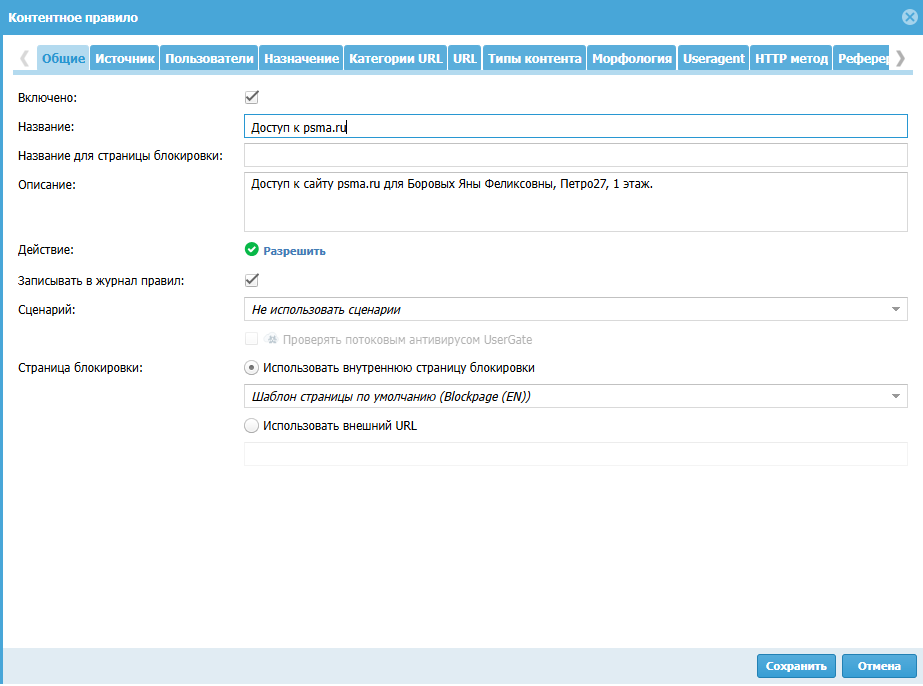 Контентное правило
Общие Источник Пользователи Назначение Категории URL URL Типы контента Морфология Useragent HTTP метод Реферер
Включено:
Название: Доступ к psma.ru
Название для страницы блокировки:
Описание: Доступ к сайту psma.ru для Боровых Яны Феликсовны, Петро27, 1 этаж.
Действие: Разрешить
Записывать в журнал правил:
Сценарий: Не использовать сценарии
Проверять потоковым антивирусом UserGate
Страница блокировки: Использовать внутреннюю страницу блокировки
Шаблон страницы по умолчанию (Blockpage (EN))
Использовать внешний URL
Сохранить Отмена